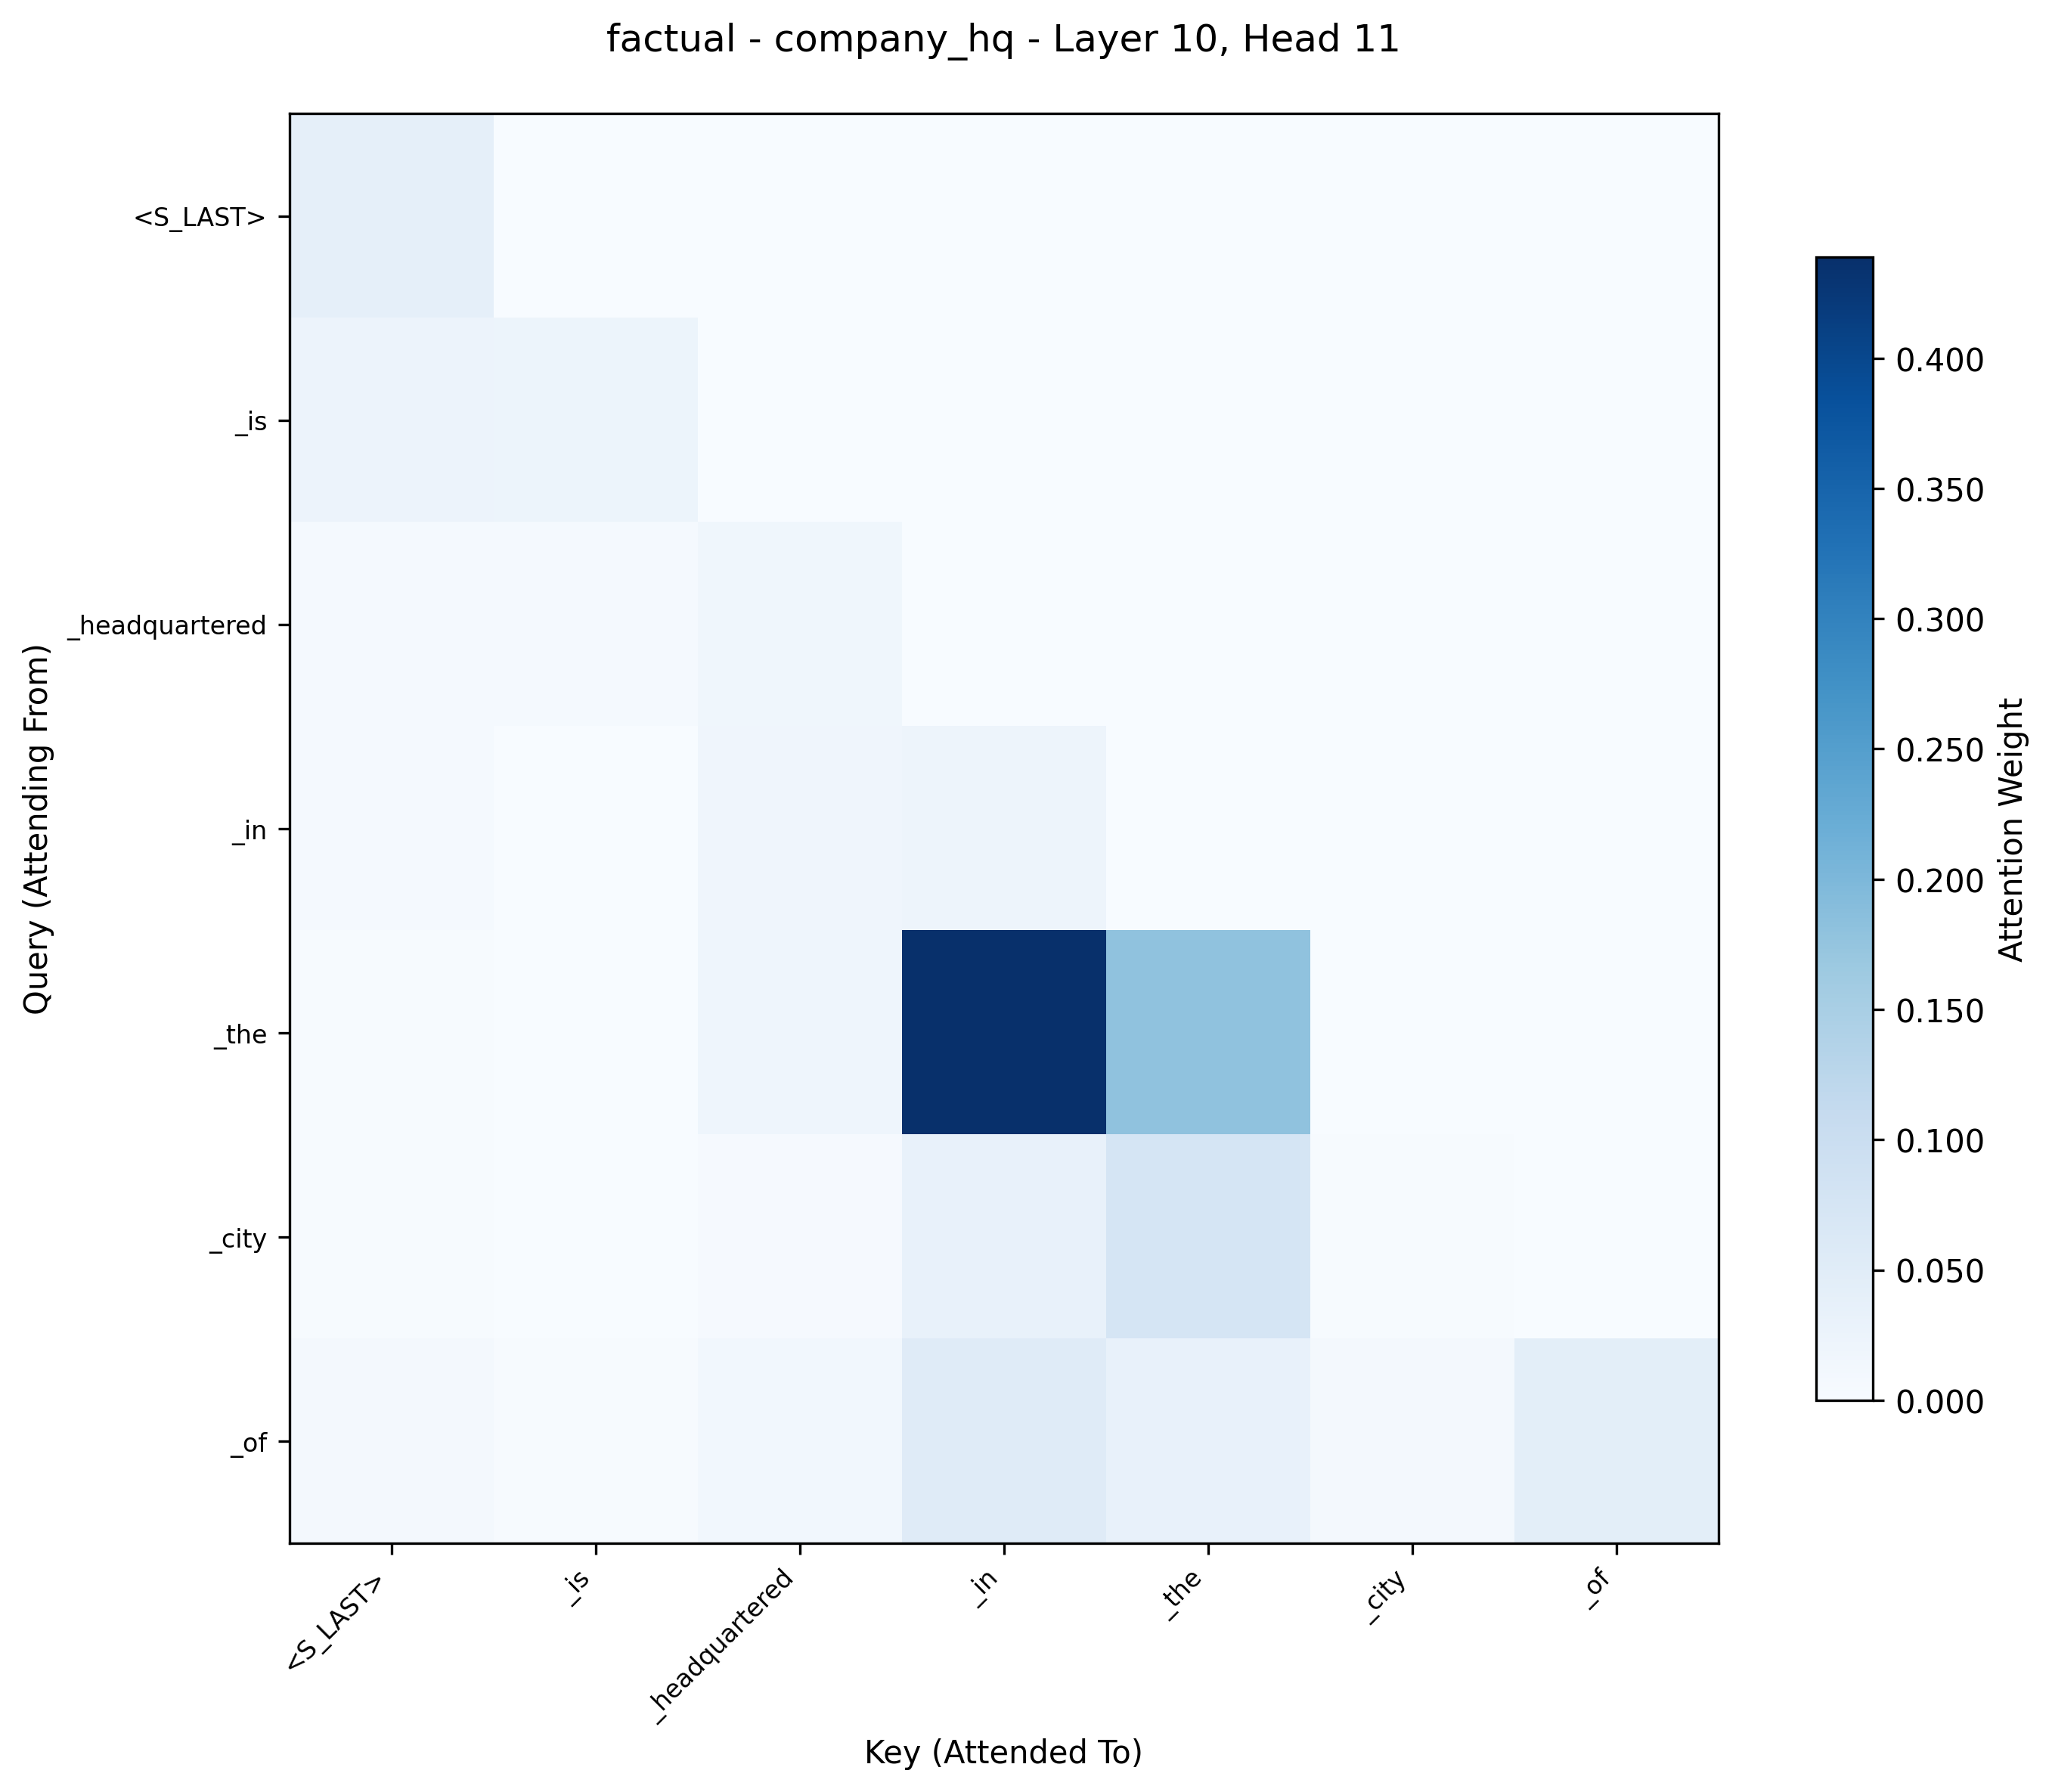 factual - company_hq - Layer 10, Head 11
Query (Attending From)
<S_LAST>
_is
_headquartered
_in
_the
_city
_of
<S_LAST>
_is
_headquartered
_in
_the
_city
_of
Key (Attended To)
0.400
0.350
0.300
0.250
0.200
0.150
0.100
0.050
0.000
Attention Weight